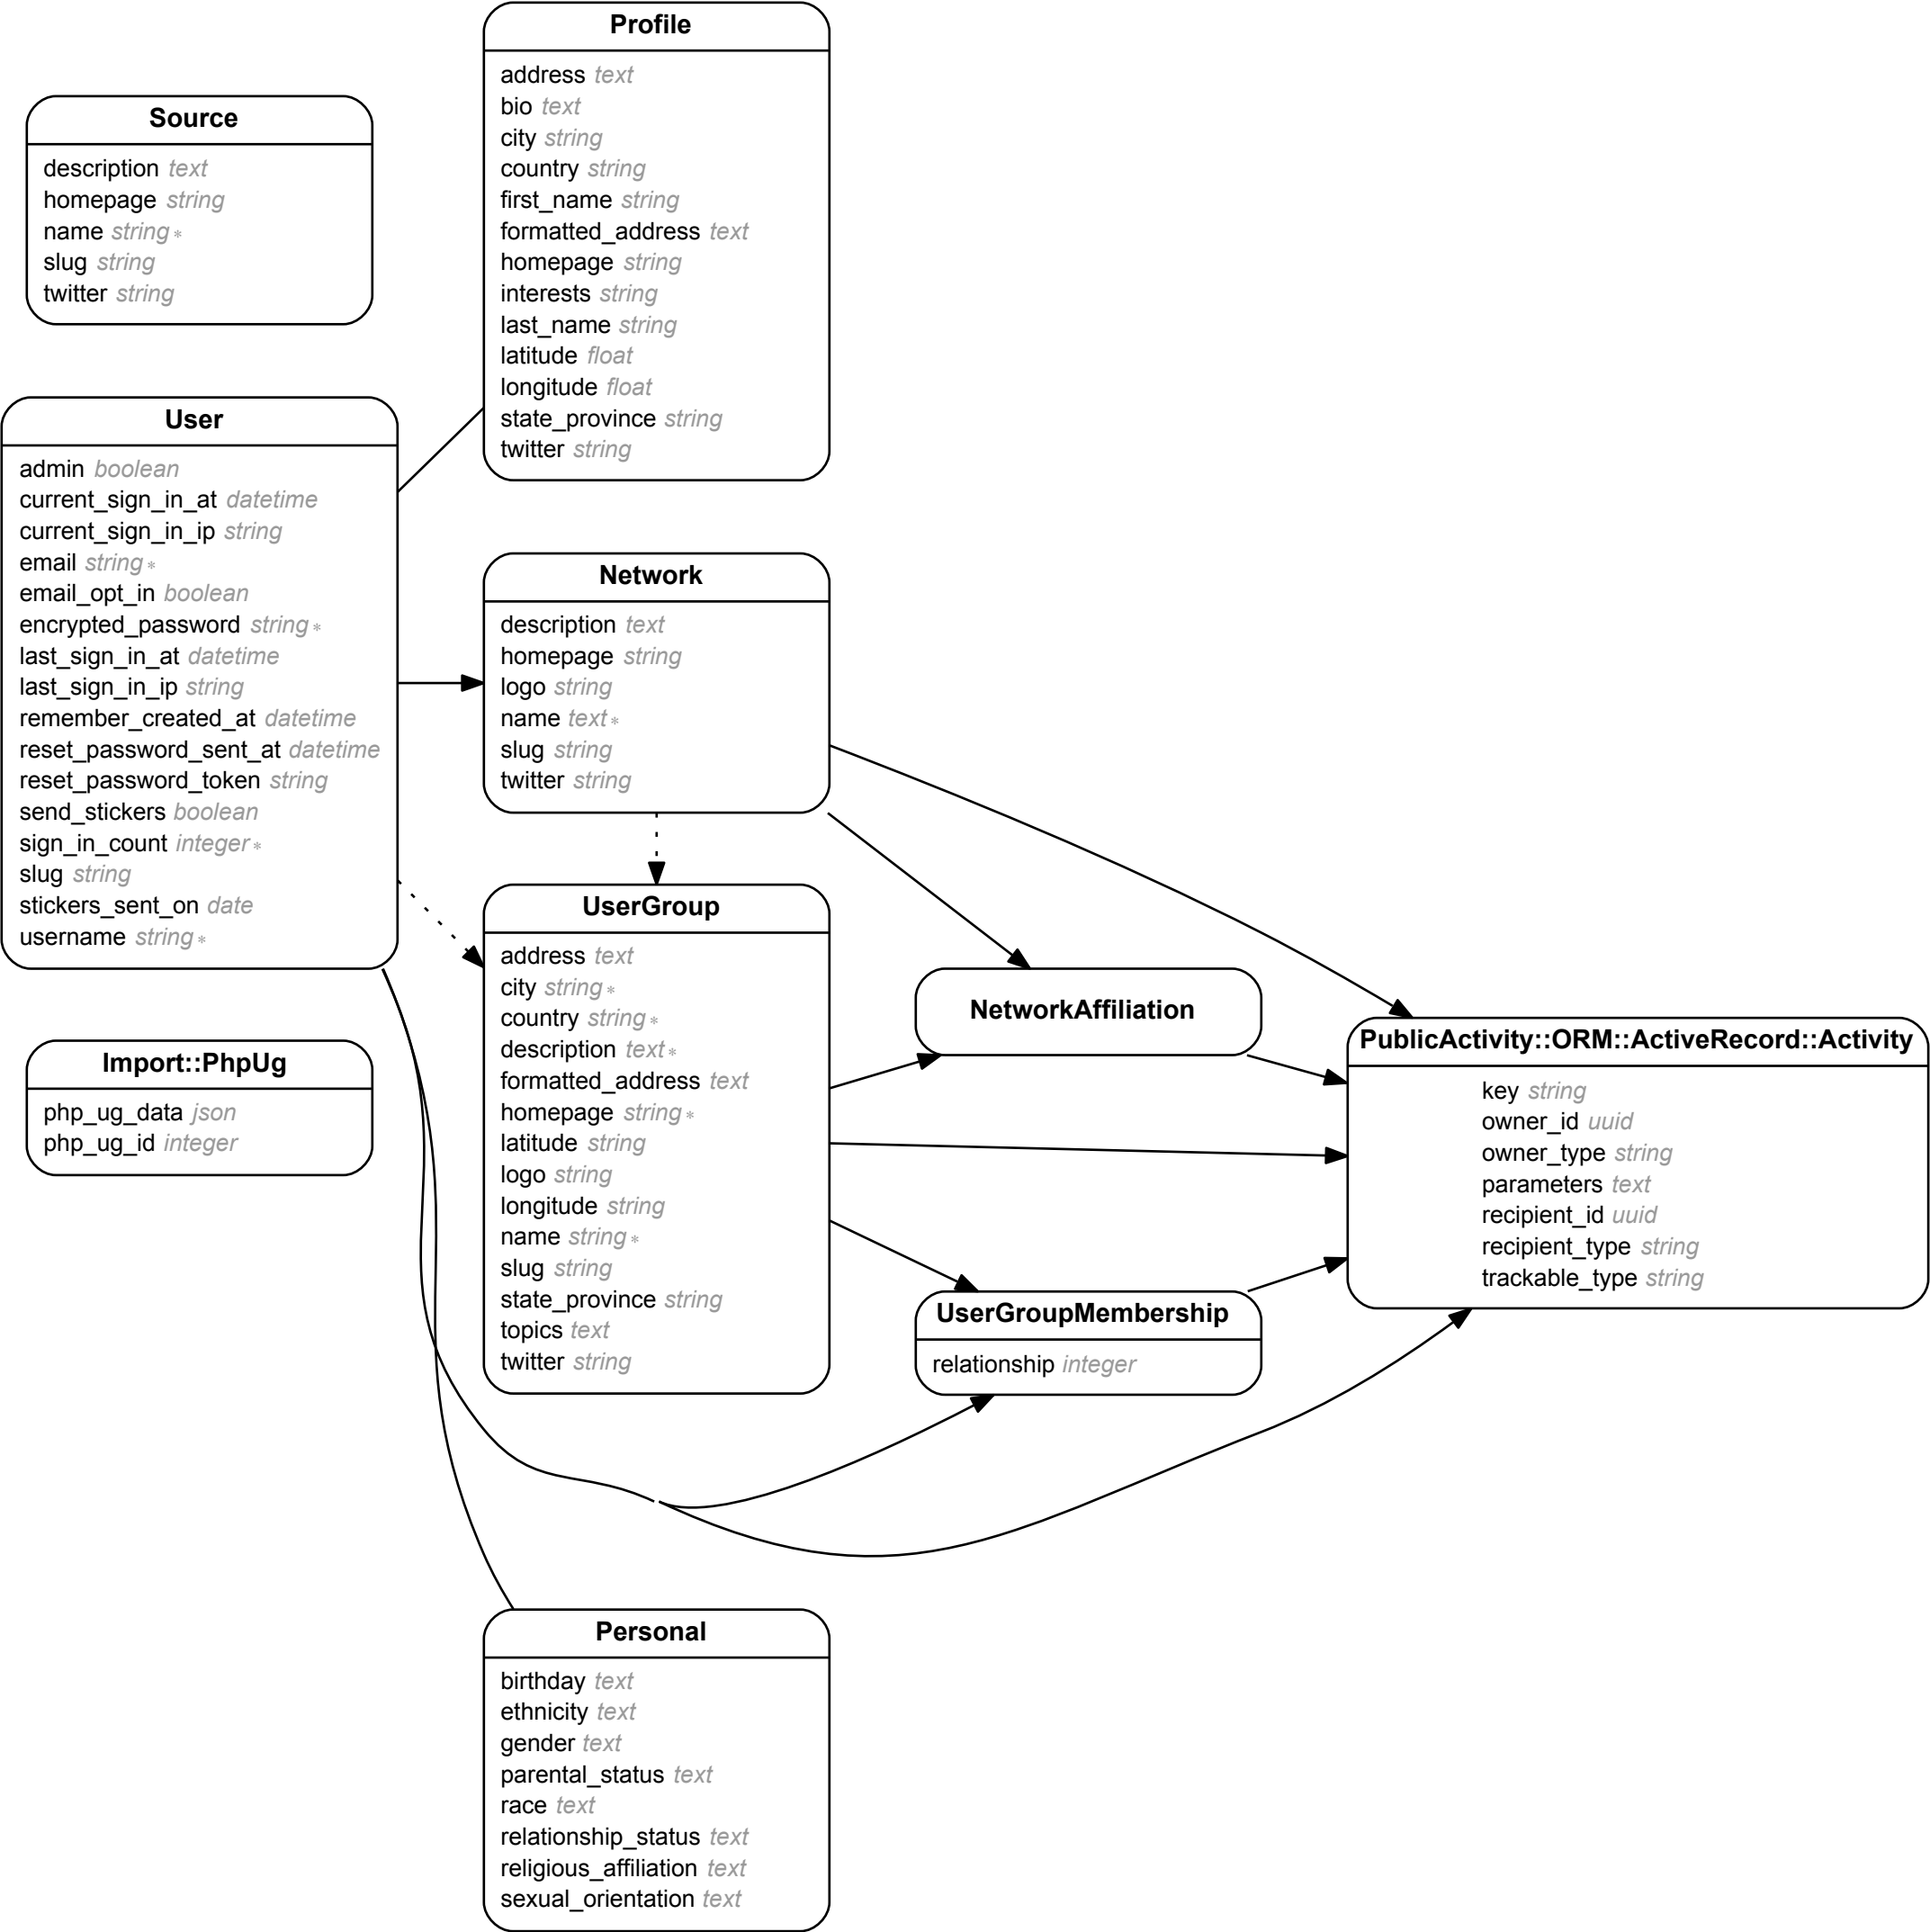 Profile
address text
bio text
city string
country string
first_name string
formatted_address text
homepage string
interests string
last_name string
latitude float
longitude float
state_province string
twitter string
Source
description text
homepage string
name string *
slug string
twitter string
User
admin boolean
current_sign_in_at datetime
current_sign_in_ip string
email string *
email_opt_in boolean
encrypted_password string *
last_sign_in_at datetime
last_sign_in_ip string
remember_created_at datetime
reset_password_sent_at datetime
reset_password_token string
send_stickers boolean
sign_in_count integer *
slug string
stickers_sent_on date
username string *
Network
description text
homepage string
logo string
name text *
slug string
twitter string
UserGroup
address text
city string *
country string *
description text *
formatted_address text
homepage string *
latitude string
logo string
longitude string
name string *
slug string
state_province string
topics text
twitter string
NetworkAffiliation
PublicActivity::ORM::ActiveRecord::Activity
key string
owner_id uuid
owner_type string
parameters text
recipient_id uuid
recipient_type string
trackable_type string
Import::PhpUg
php_ug_data json
php_ug_id integer
UserGroupMembership
relationship integer
Personal
birthday text
ethnicity text
gender text
parental_status text
race text
relationship_status text
religious_affiliation text
sexual_orientation text